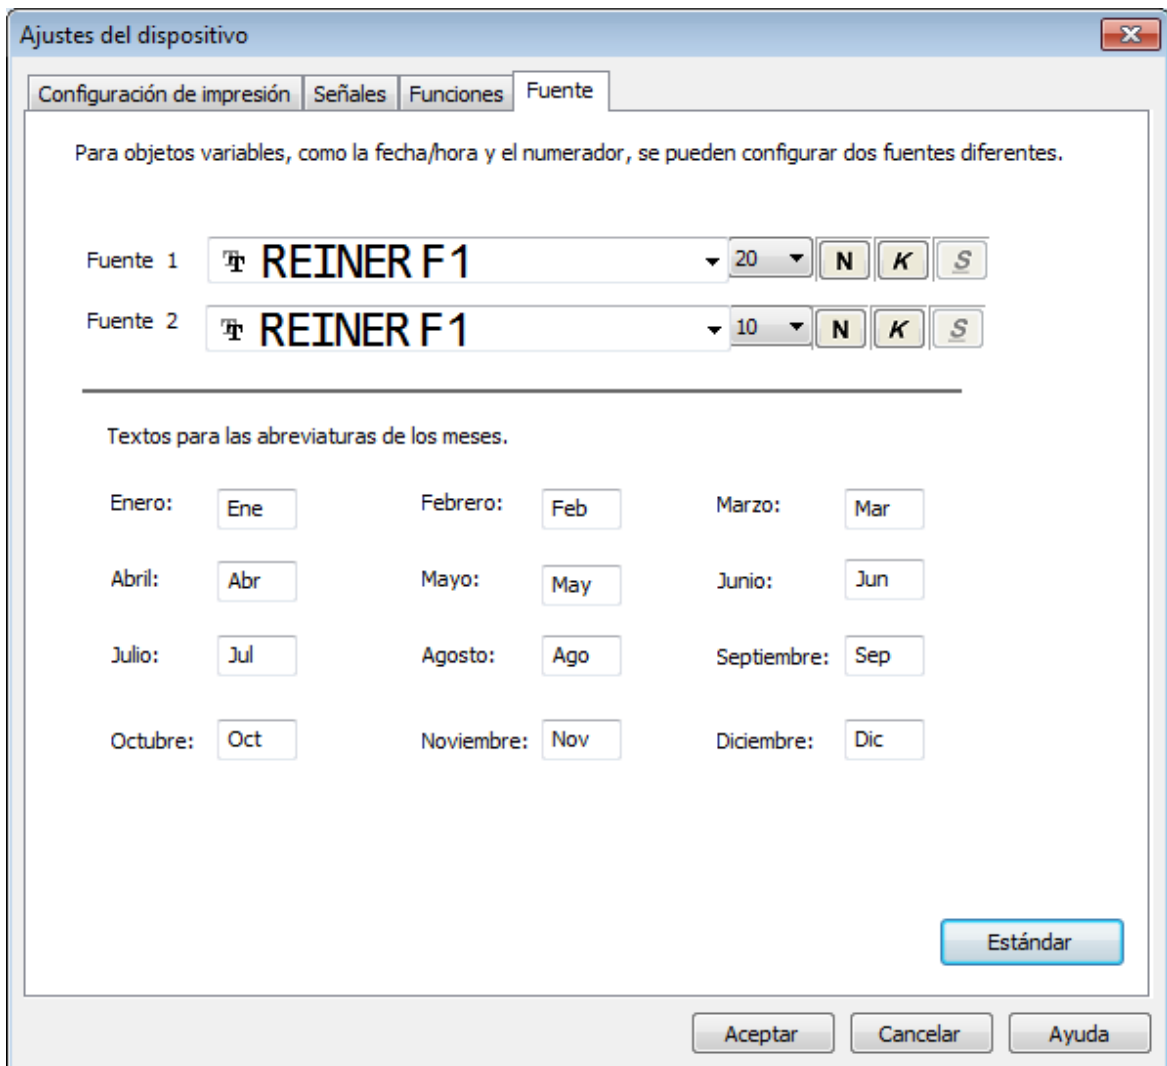 Ajustes del dispositivo
Configuración de impresión Señales Funciones Fuente
Para objetos variables, como la fecha/hora y el numerador, se pueden configurar dos fuentes diferentes.
Fuente 1 REINER F1 20 N K S
Fuente 2 REINER F1 10 N K S
Textos para las abreviaturas de los meses.
Enero: Ene Febrero: Feb Marzo: Mar
Abril: Abr Mayo: May Junio: Jun
Julio: Jul Agosto: Ago Septiembre: Sep
Octubre: Oct Noviembre: Nov Diciembre: Dic
Estándar
Aceptar Cancelar Ayuda